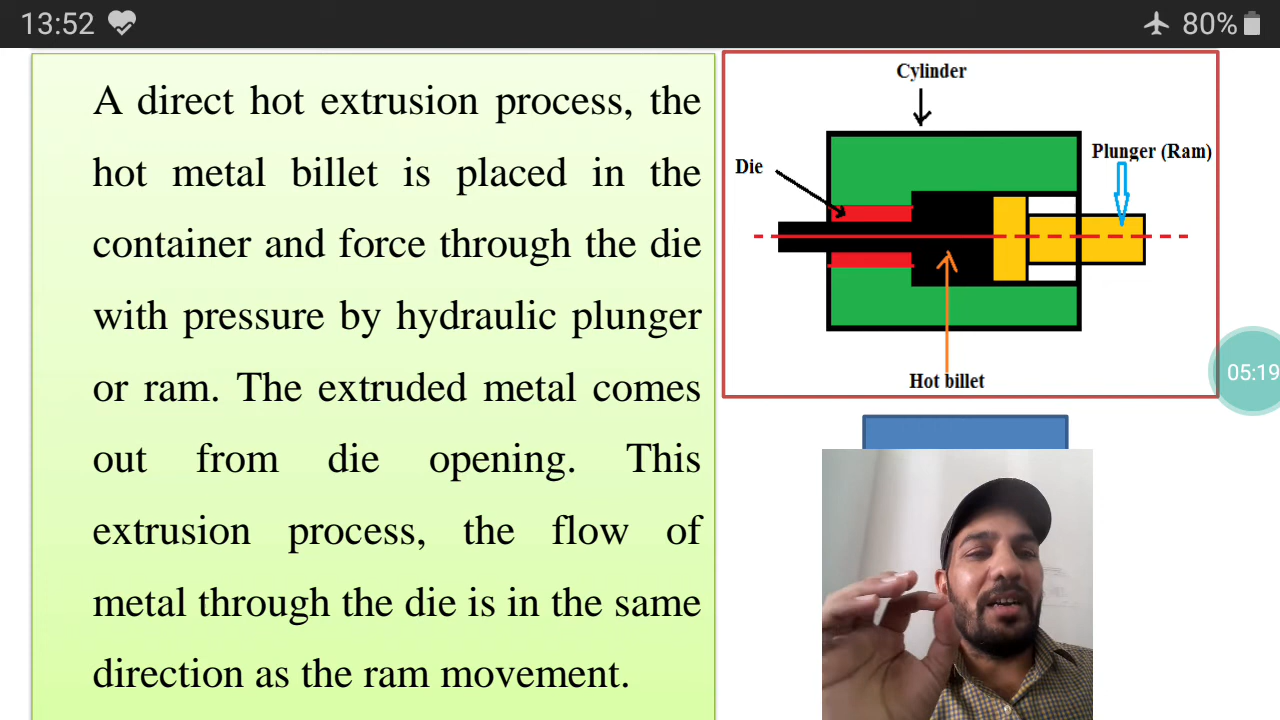 13:52
80%
A direct hot extrusion process, the
hot metal billet is placed in the
container and force through the die
with pressure by hydraulic plunger
or ram. The extruded metal comes
out from die opening. This
extrusion process, the flow of
metal through the die is in the same
direction as the ram movement.
Cylinder
Plunger (Ram)
Die
Hot billet
05:19